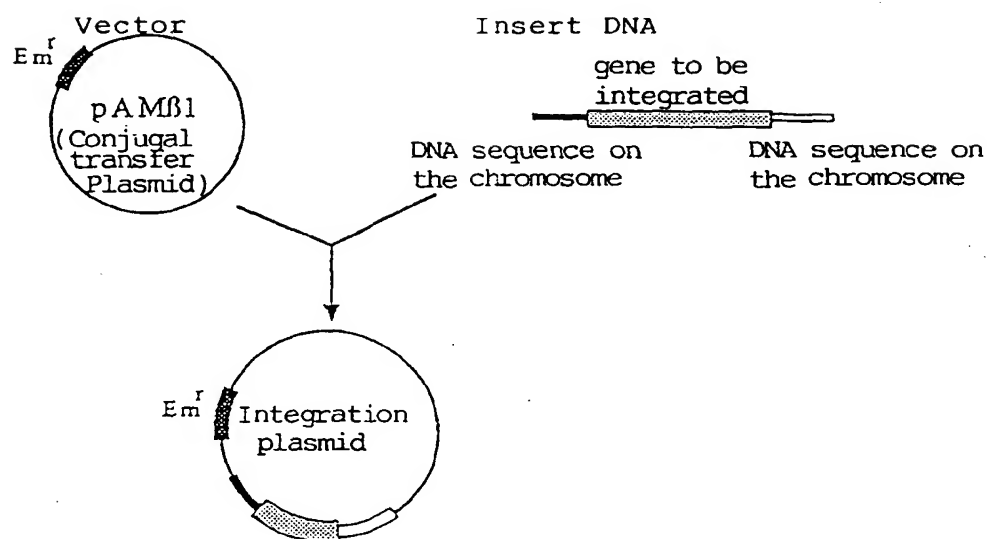 Vector
Em^r
pAMβ1
(Conjugal
transfer
Plasmid)
Insert DNA
gene to be
integrated
DNA sequence on
the chromosome
DNA sequence on
the chromosome
Em^r
Integration
plasmid